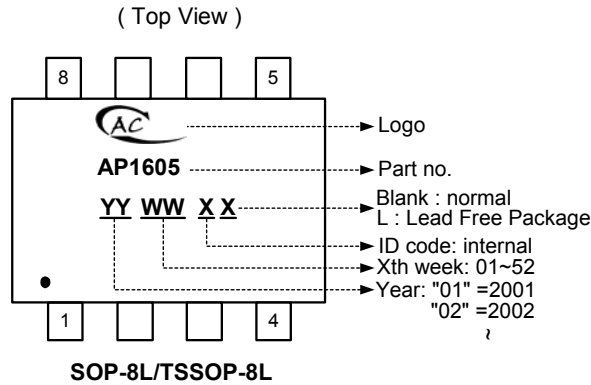 ( Top View )
8
5
AC
Logo
AP1605
Part no.
YY WW X X
Blank : normal
L : Lead Free Package
ID code: internal
Xth week: 01~52
Year: "01" =2001
"02" =2002
~
1
4
SOP-8L/TSSOP-8L